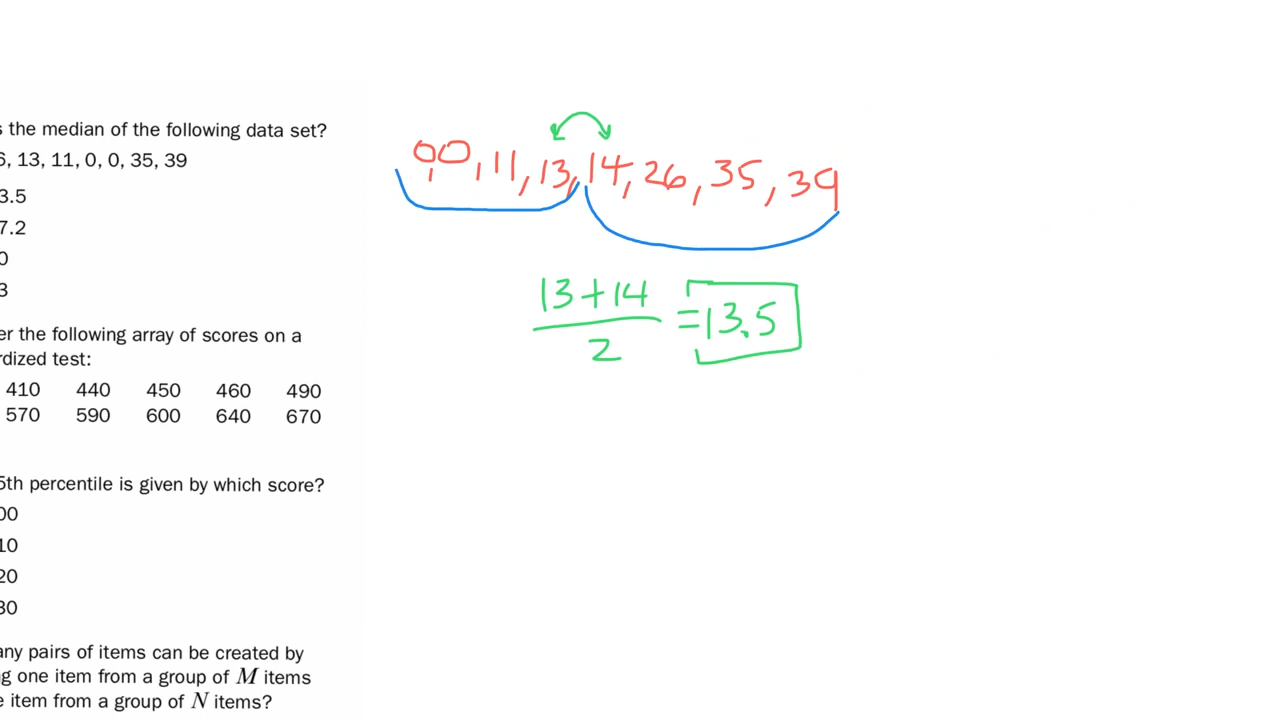 s the median of the following data set?
6, 13, 11, 0, 0, 35, 39
3.5
7.2
0
3
er the following array of scores on a
rdized test:
410 440 450 460 490
570 590 600 640 670
5th percentile is given by which score?
00
10
20
30
any pairs of items can be created by
g one item from a group of M items
e item from a group of N items?
0,0,11,13,14,26,35,39
13+14
2
=13.5